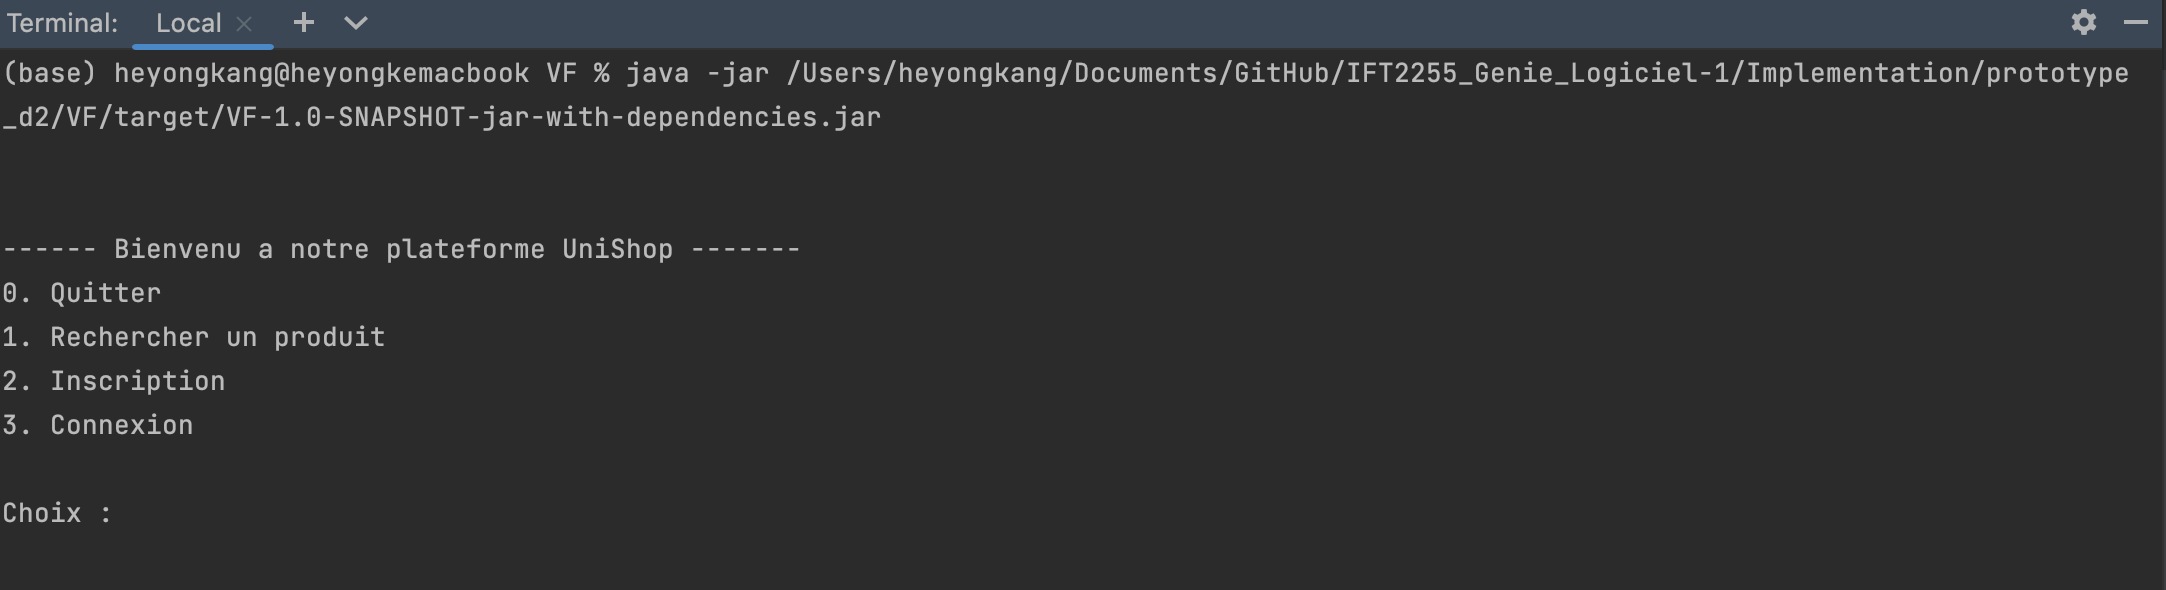 Terminal: Local
(base) heyongkang@heyongkemacbook VF % java -jar /Users/heyongkang/Documents/GitHub/IFT2255_Genie_Logiciel-1/Implementation/prototype
_d2/VF/target/VF-1.0-SNAPSHOT-jar-with-dependencies.jar
------ Bienvenu a notre plateforme UniShop -------
0. Quitter
1. Rechercher un produit
2. Inscription
3. Connexion
Choix :